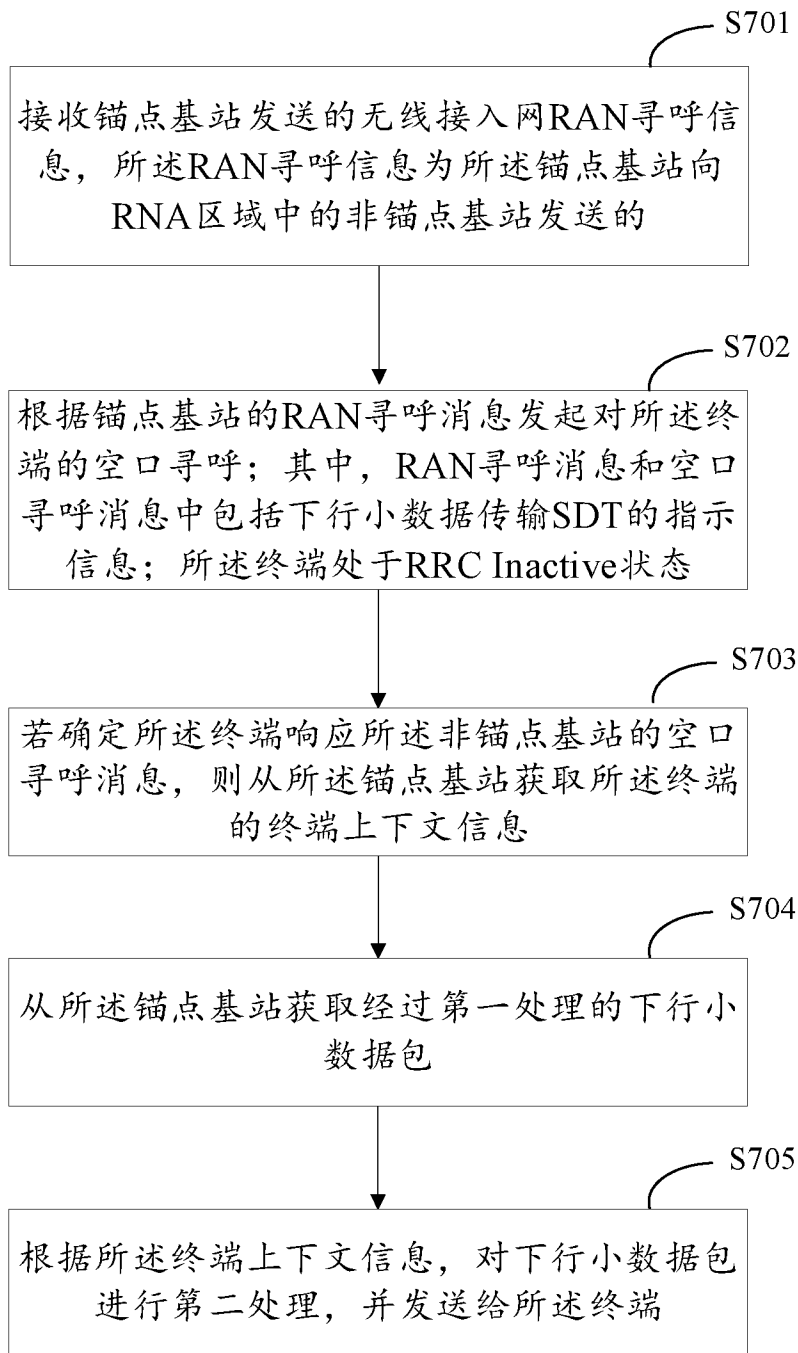 S701
接收锚点基站发送的无线接入网RAN寻呼信
息，所述RAN寻呼信息为所述锚点基站向
RNA区域中的非锚点基站发送的
S702
根据锚点基站的RAN寻呼消息发起对所述终
端的空口寻呼；其中，RAN寻呼消息和空口
寻呼消息中包括下行小数据传输SDT的指示
信息；所述终端处于RRC Inactive状态
S703
若确定所述终端响应所述非锚点基站的空口
寻呼消息，则从所述锚点基站获取所述终端
的终端上下文信息
S704
从所述锚点基站获取经过第一处理的下行小
数据包
S705
根据所述终端上下文信息，对下行小数据包
进行第二处理，并发送给所述终端